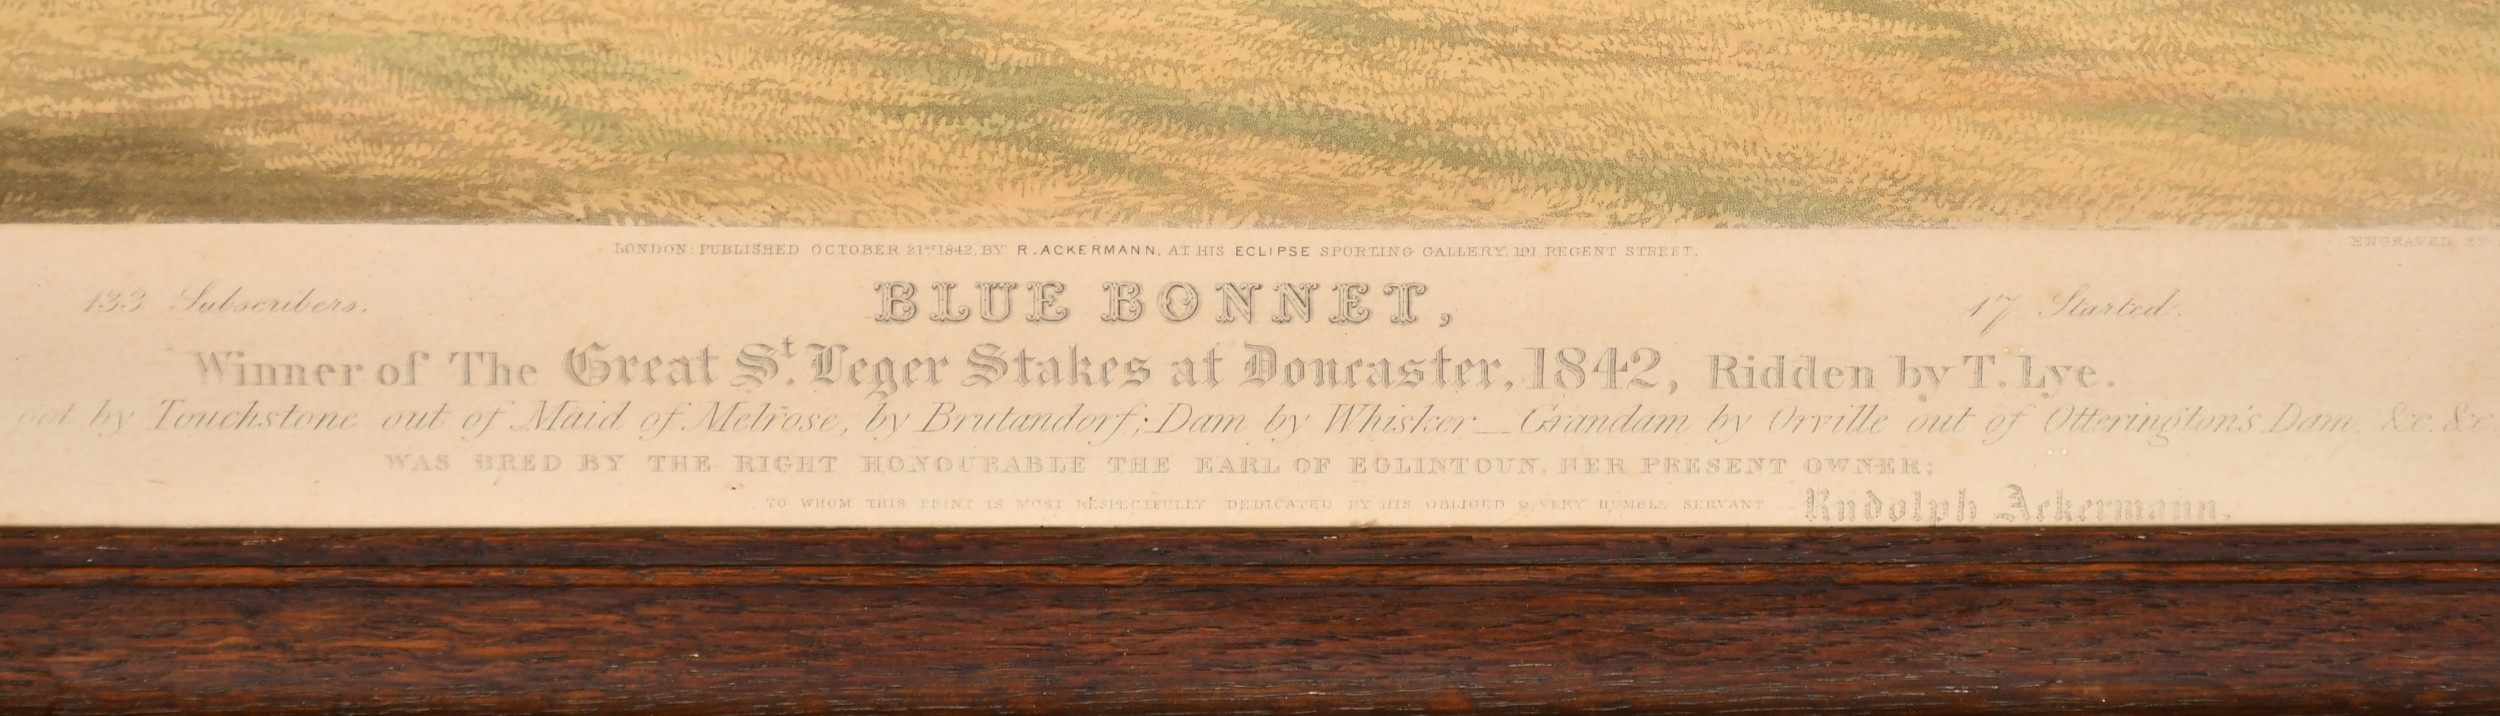 LONDON: PUBLISHED OCTOBER 21st 1842, BY R. ACKERMANN, AT HIS ECLIPSE SPORTING GALLERY, 191 REGENT STREET.
ENGRAVED BY
133 Subscribers.
BLUE BONNET,
17 Started.
Winner of The Great St. Leger Stakes at Doncaster, 1842, Ridden by T. Lye.
by Touchstone out of Maid of Melrose, by Brutandorf; Dam by Whisker _ Grandam by Orville out of Otterington's Dam, &c. &c.
WAS BRED BY THE RIGHT HONOURABLE THE EARL OF EGLINTOUN, HER PRESENT OWNER;
TO WHOM THIS PRINT IS MOST RESPECTFULLY DEDICATED BY HIS OBLIGED & VERY HUMBLE SERVANT Rudolph Ackermann.